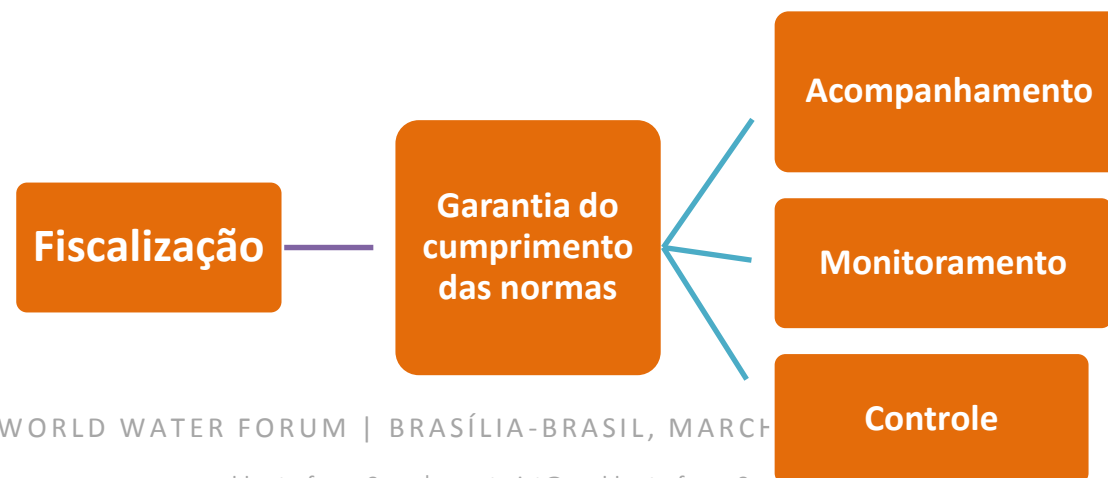 Acompanhamento
Fiscalização
Garantia do
cumprimento
das normas
Monitoramento
Controle
WORLD WATER FORUM | BRASÍLIA-BRASIL, MARCH